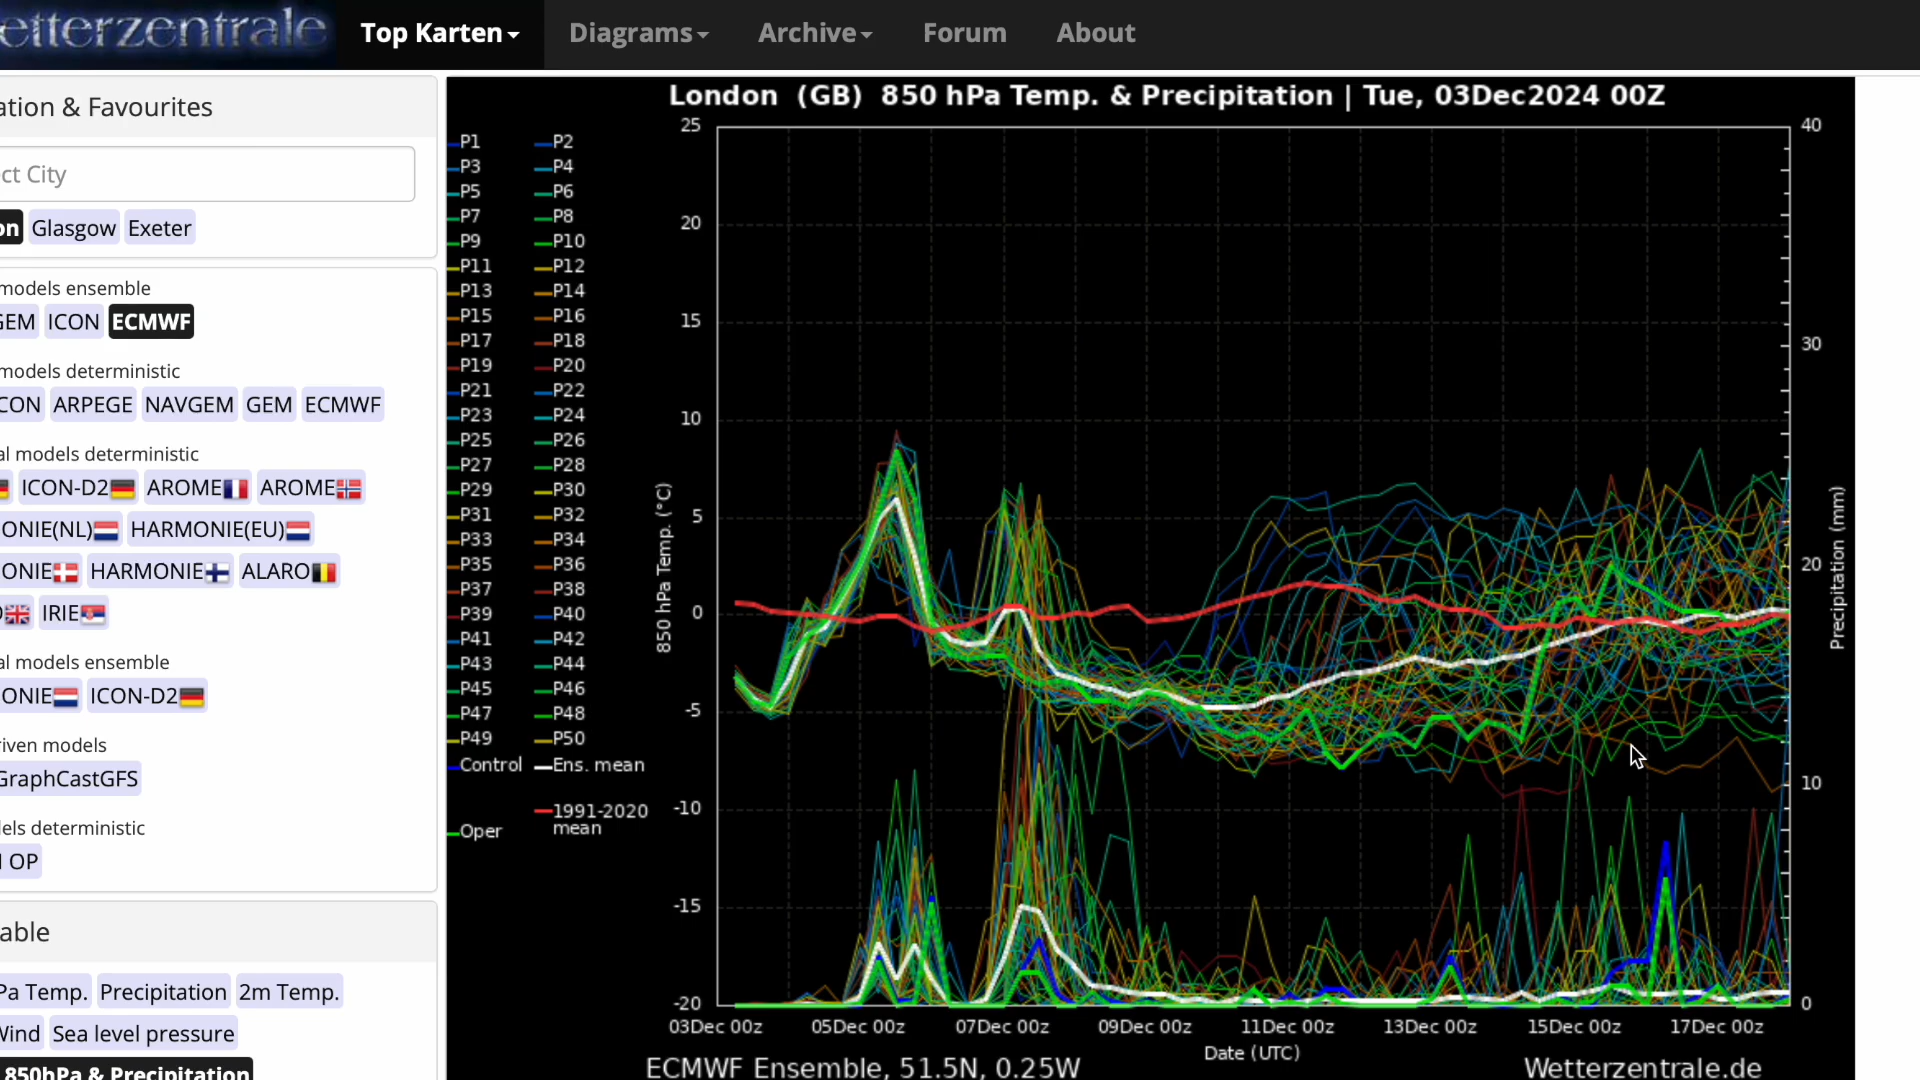 etterzentrale Top Karten Diagrams Archive Forum About
ation & Favourites
ct City
on Glasgow Exeter
models ensemble
GEM ICON ECMWF
models deterministic
CON ARPEGE NAVGEM GEM ECMWF
al models deterministic
ICON-D2 AROME AROME
ONIE(NL) HARMONIE(EU)
ONIE HARMONIE ALARO
IRIE
al models ensemble
ONIE ICON-D2
riven models
GraphCastGFS
els deterministic
OP
able
Pa Temp. Precipitation 2m Temp.
Wind Sea level pressure
850hPa & Precipitation
London (GB) 850 hPa Temp. & Precipitation | Tue, 03Dec2024 00Z
P1 P2
P3 P4
P5 P6
P7 P8
P9 P10
P11 P12
P13 P14
P15 P16
P17 P18
P19 P20
P21 P22
P23 P24
P25 P26
P27 P28
P29 P30
P31 P32
P33 P34
P35 P36
P37 P38
P39 P40
P41 P42
P43 P44
P45 P46
P47 P48
P49 P50
Control Ens. mean
Oper 1991-2020
mean
850 hPa Temp. (°C)
25
20
15
10
5
0
-5
-10
-15
-20
40
30
20
10
0
Precipitation (mm)
03Dec 00z 05Dec 00z 07Dec 00z 09Dec 00z 11Dec 00z 13Dec 00z 15Dec 00z 17Dec 00z
Date (UTC)
ECMWF Ensemble, 51.5N, 0.25W Wetterzentrale.de